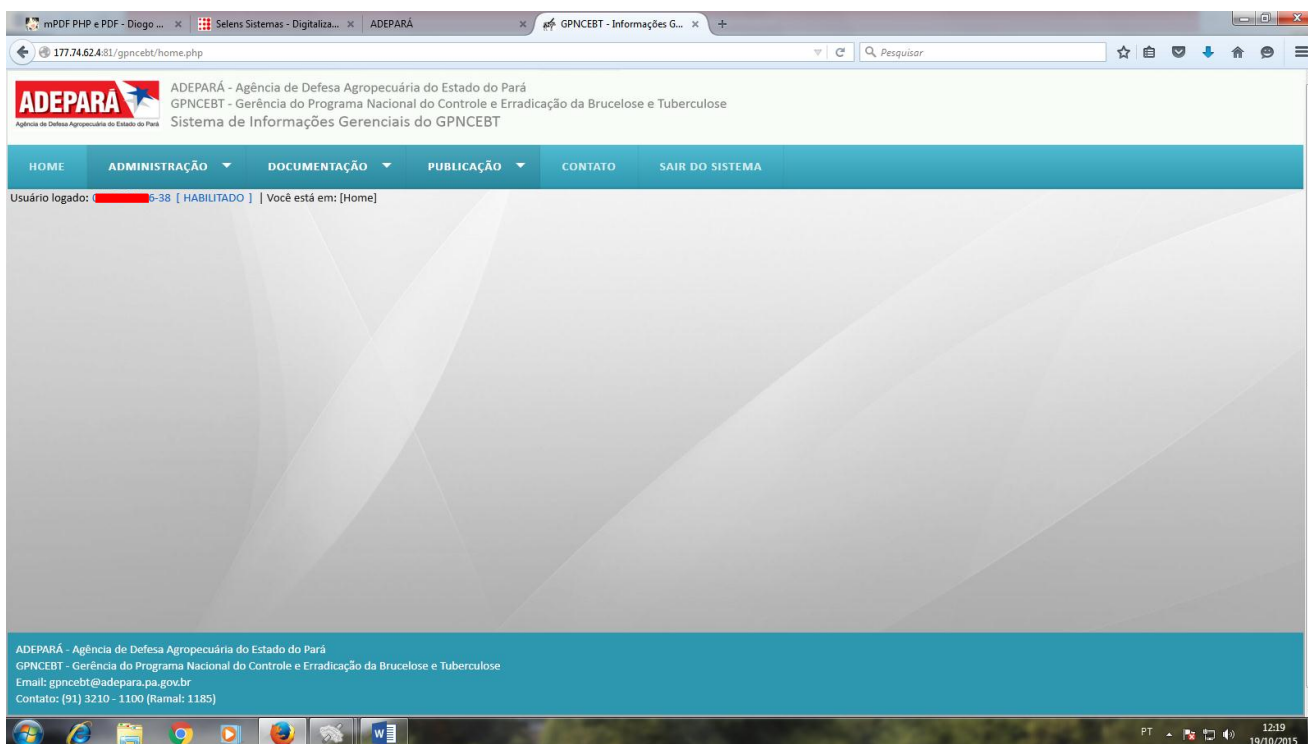 mPDF PHP e PDF - Diogo ...
Selens Sistemas - Digitaliza...
ADEPARÁ
GPNCEBT - Informações G...
177.74.62.4:81/gpncebt/home.php
Pesquisar
ADEPARÁ
Agência de Defesa Agropecuária do Estado do Pará
ADEPARÁ - Agência de Defesa Agropecuária do Estado do Pará
GPNCEBT - Gerência do Programa Nacional do Controle e Erradicação da Brucelose e Tuberculose
Sistema de Informações Gerenciais do GPNCEBT
HOME ADMINISTRAÇÃO DOCUMENTAÇÃO PUBLICAÇÃO CONTATO SAIR DO SISTEMA
Usuário logado: 6-38 [ HABILITADO ] | Você está em: [Home]
ADEPARÁ - Agência de Defesa Agropecuária do Estado do Pará
GPNCEBT - Gerência do Programa Nacional do Controle e Erradicação da Brucelose e Tuberculose
Email: gpncebt@adepara.pa.gov.br
Contato: (91) 3210 - 1100 (Ramal: 1185)
PT
12:19
19/10/2015